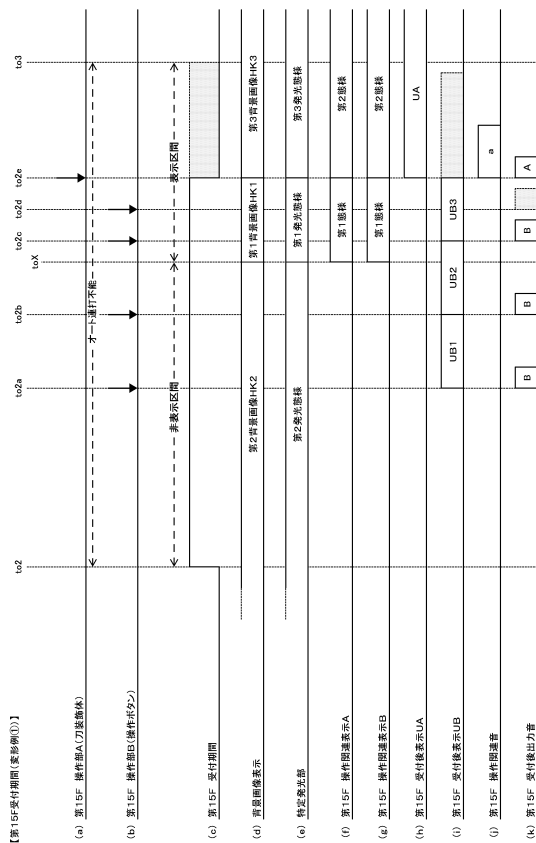 【第15F受付期間(変形例①)】
to2
to2a
to2b
toX
to2c
to2d
to2e
to3
(a) 第15F 操作部A(刀装飾体)
オート連打不能
(b) 第15F 操作部B(操作ボタン)
非表示区間
表示区間
(c) 第15F 受付期間
(d) 背景画像表示
第2背景画像HK2
第1背景画像HK1
第3背景画像HK3
(e) 特定発光部
第2発光態様
第1発光態様
第3発光態様
(f) 第15F 操作関連表示A
第1態様
第2態様
(g) 第15F 操作関連表示B
第1態様
第2態様
(h) 第15F 受付後表示UA
UA
(i) 第15F 受付後表示UB
UB1
UB2
UB3
(j) 第15F 操作関連音
a
(k) 第15F 受付後出力音
B
B
B
A